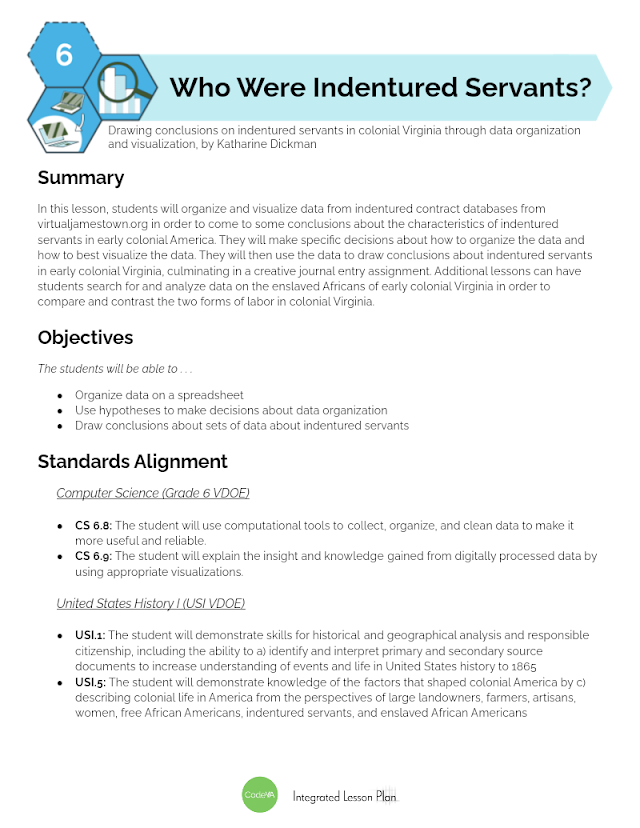 6
Who Were Indentured Servants?
Drawing conclusions on indentured servants in colonial Virginia through data organization
and visualization, by Katharine Dickman
Summary
In this lesson, students will organize and visualize data from indentured contract databases from
virtualjamestown.org in order to come to some conclusions about the characteristics of indentured
servants in early colonial America. They will make specific decisions about how to organize the data and
how to best visualize the data. They will then use the data to draw conclusions about indentured servants
in early colonial Virginia, culminating in a creative journal entry assignment. Additional lessons can have
students search for and analyze data on the enslaved Africans of early colonial Virginia in order to
compare and contrast the two forms of labor in colonial Virginia.
Objectives
The students will be able to . . .
● Organize data on a spreadsheet
● Use hypotheses to make decisions about data organization
● Draw conclusions about sets of data about indentured servants
Standards Alignment
Computer Science (Grade 6 VDOE)
● CS 6.8: The student will use computational tools to collect, organize, and clean data to make it
more useful and reliable.
● CS 6.9: The student will explain the insight and knowledge gained from digitally processed data by
using appropriate visualizations.
United States History I (USI VDOE)
● USI.1: The student will demonstrate skills for historical and geographical analysis and responsible
citizenship, including the ability to a) identify and interpret primary and secondary source
documents to increase understanding of events and life in United States history to 1865
● USI.5: The student will demonstrate knowledge of the factors that shaped colonial America by c)
describing colonial life in America from the perspectives of large landowners, farmers, artisans,
women, free African Americans, indentured servants, and enslaved African Americans
CodeVA Integrated Lesson Plan